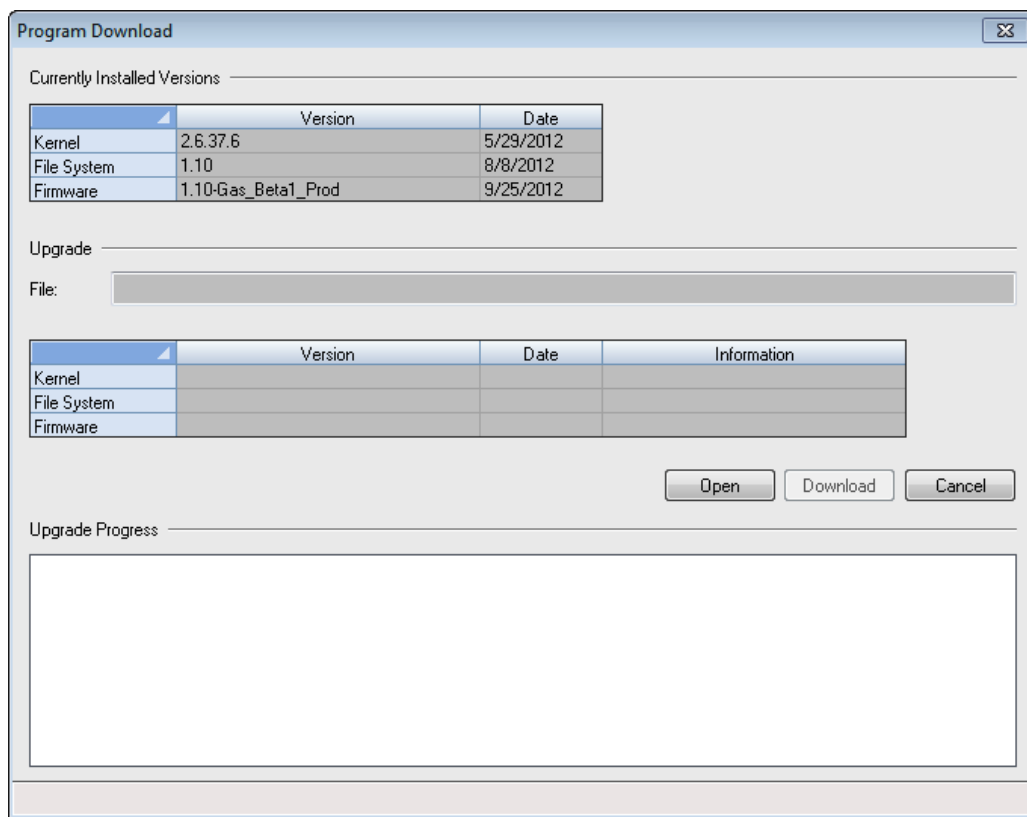 Program Download
Currently Installed Versions
Version Date
Kernel 2.6.37.6 5/29/2012
File System 1.10 8/8/2012
Firmware 1.10-Gas_Beta1_Prod 9/25/2012
Upgrade
File:
Version Date Information
Kernel
File System
Firmware
Open Download Cancel
Upgrade Progress